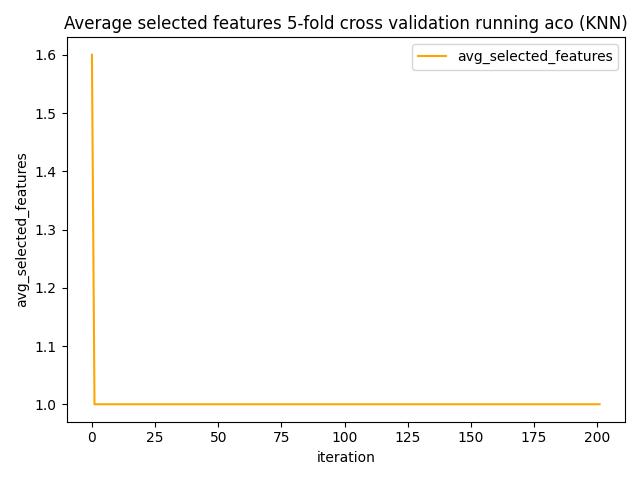 Average selected features 5-fold cross validation running aco (KNN)
avg_selected_features
avg_selected_features
1.6
1.5
1.4
1.3
1.2
1.1
1.0
0 25 50 75 100 125 150 175 200
iteration